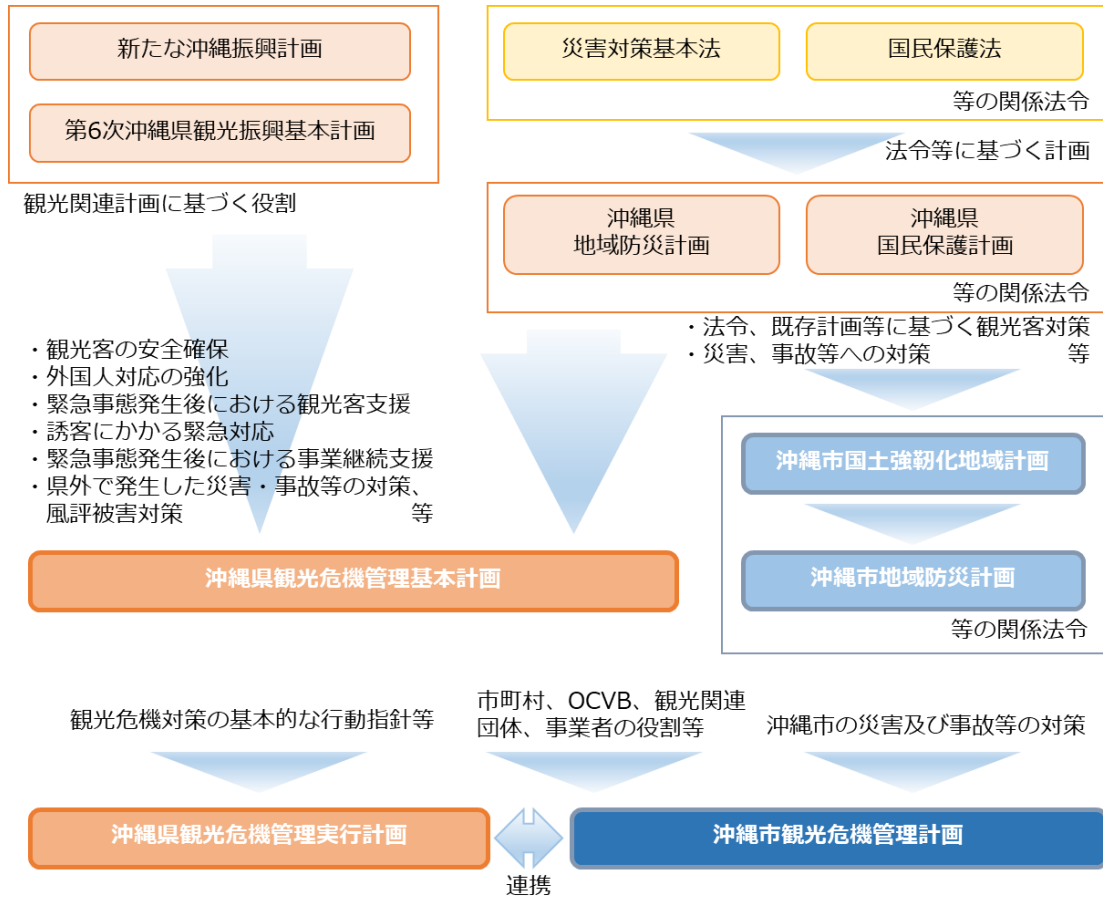 新たな沖縄振興計画
第6次沖縄県観光振興基本計画
観光関連計画に基づく役割
災害対策基本法
国民保護法
等の関係法令
法令等に基づく計画
沖縄県
地域防災計画
沖縄県
国民保護計画
等の関係法令
・法令、既存計画等に基づく観光客対策
・災害、事故等への対策 等
・観光客の安全確保
・外国人対応の強化
・緊急事態発生後における観光客支援
・誘客にかかる緊急対応
・緊急事態発生後における事業継続支援
・県外で発生した災害・事故等の対策、
風評被害対策 等
沖縄市国土強靭化地域計画
沖縄市地域防災計画
等の関係法令
沖縄県観光危機管理基本計画
観光危機対策の基本的な行動指針等
市町村、OCVB、観光関連
団体、事業者の役割等
沖縄市の災害及び事故等の対策
沖縄県観光危機管理実行計画
連携
沖縄市観光危機管理計画